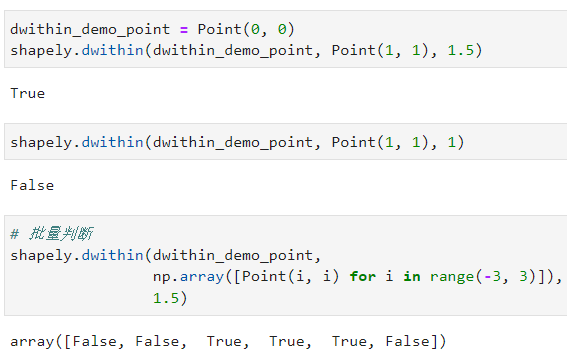 dwithin_demo_point = Point(0, 0)
shapely.dwithin(dwithin_demo_point, Point(1, 1), 1.5)
True
shapely.dwithin(dwithin_demo_point, Point(1, 1), 1)
False
# 批量判断
shapely.dwithin(dwithin_demo_point,
                np.array([Point(i, i) for i in range(-3, 3)]),
                1.5)
array([False, False,  True,  True,  True, False])